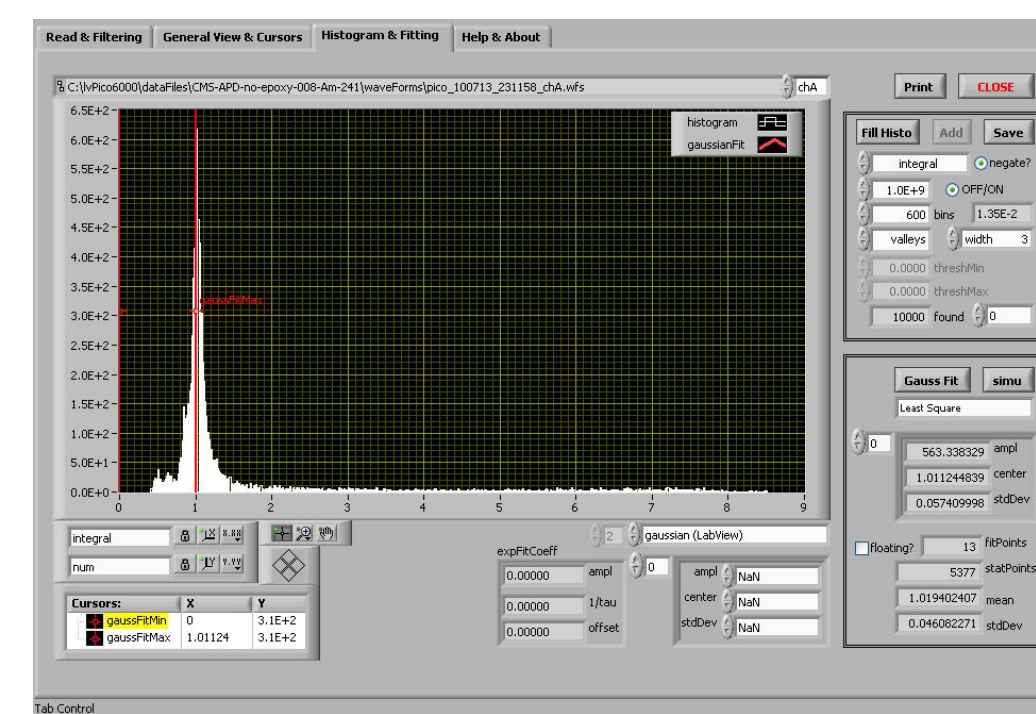 Read & Filtering General View & Cursors Histogram & Fitting Help & About
C:\lvPico6000\dataFiles\CMS-APD-no-epoxy-008-Am-241\waveForms\pico_100713_231158_chA.wfs chA
Print CLOSE
6.5E+2
6.0E+2
5.5E+2
5.0E+2
4.5E+2
4.0E+2
3.5E+2
3.0E+2
2.5E+2
2.0E+2
1.5E+2
1.0E+2
5.0E+1
0.0E+0
0 1 2 3 4 5 6 7 8 9
histogram
gaussianFit
gaussFitMax
Fill Histo Add Save
integral negate?
1.0E+9 OFF/ON
600 bins 1.35E-2
valleys width 3
0.0000 threshMin
0.0000 threshMax
10000 found 0
Gauss Fit simu
Least Square
0
563.338329 ampl
1.011244839 center
0.057409998 stdDev
floating? 13 fitPoints
5377 statPoints
1.019402407 mean
0.046082271 stdDev
integral
num
Cursors: X Y
gaussFitMin 0 3.1E+2
gaussFitMax 1.01124 3.1E+2
2 gaussian (LabView)
expFitCoeff
0.00000 ampl
0.00000 1/tau
0.00000 offset
0
ampl NaN
center NaN
stdDev NaN
Tab Control